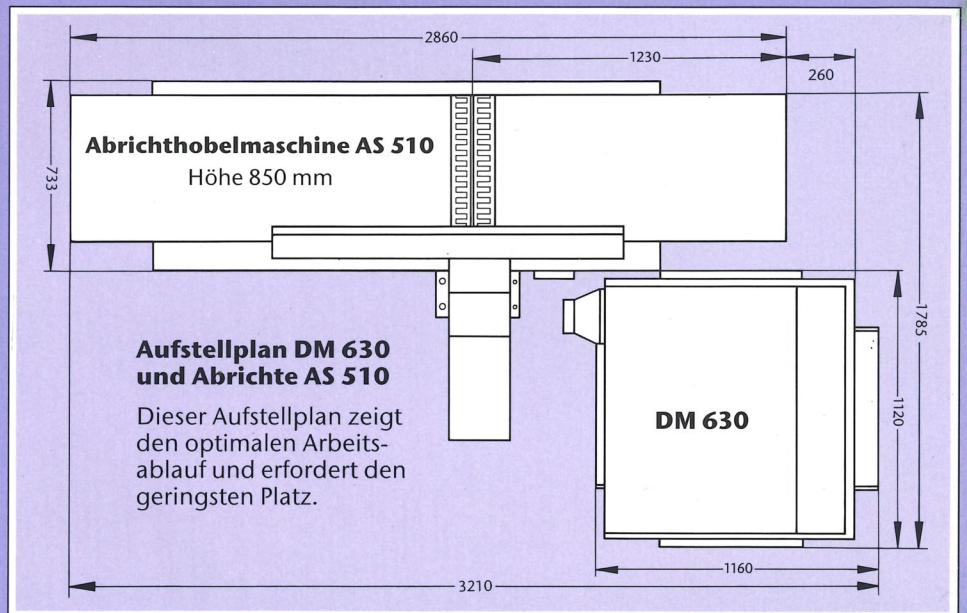 2860
1230
260
Abrichthobelmaschine AS 510
Höhe 850 mm
733
1785
Aufstellplan DM 630
und Abrichte AS 510
Dieser Aufstellplan zeigt
den optimalen Arbeits-
ablauf und erfordert den
geringsten Platz.
DM 630
1120
1160
3210